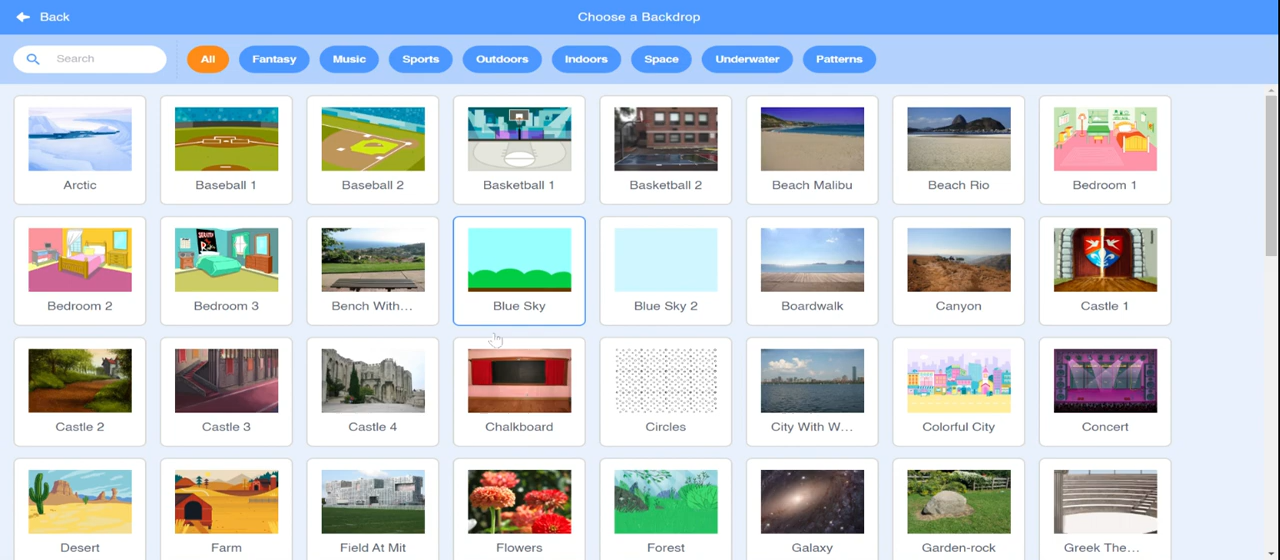 Back
Choose a Backdrop
Search
All
Fantasy
Music
Sports
Outdoors
Indoors
Space
Underwater
Patterns
Arctic
Baseball 1
Baseball 2
Basketball 1
Basketball 2
Beach Malibu
Beach Rio
Bedroom 1
Bedroom 2
Bedroom 3
Bench With...
Blue Sky
Blue Sky 2
Boardwalk
Canyon
Castle 1
Castle 2
Castle 3
Castle 4
Chalkboard
Circles
City With W...
Colorful City
Concert
Desert
Farm
Field At Mit
Flowers
Forest
Galaxy
Garden-rock
Greek The...